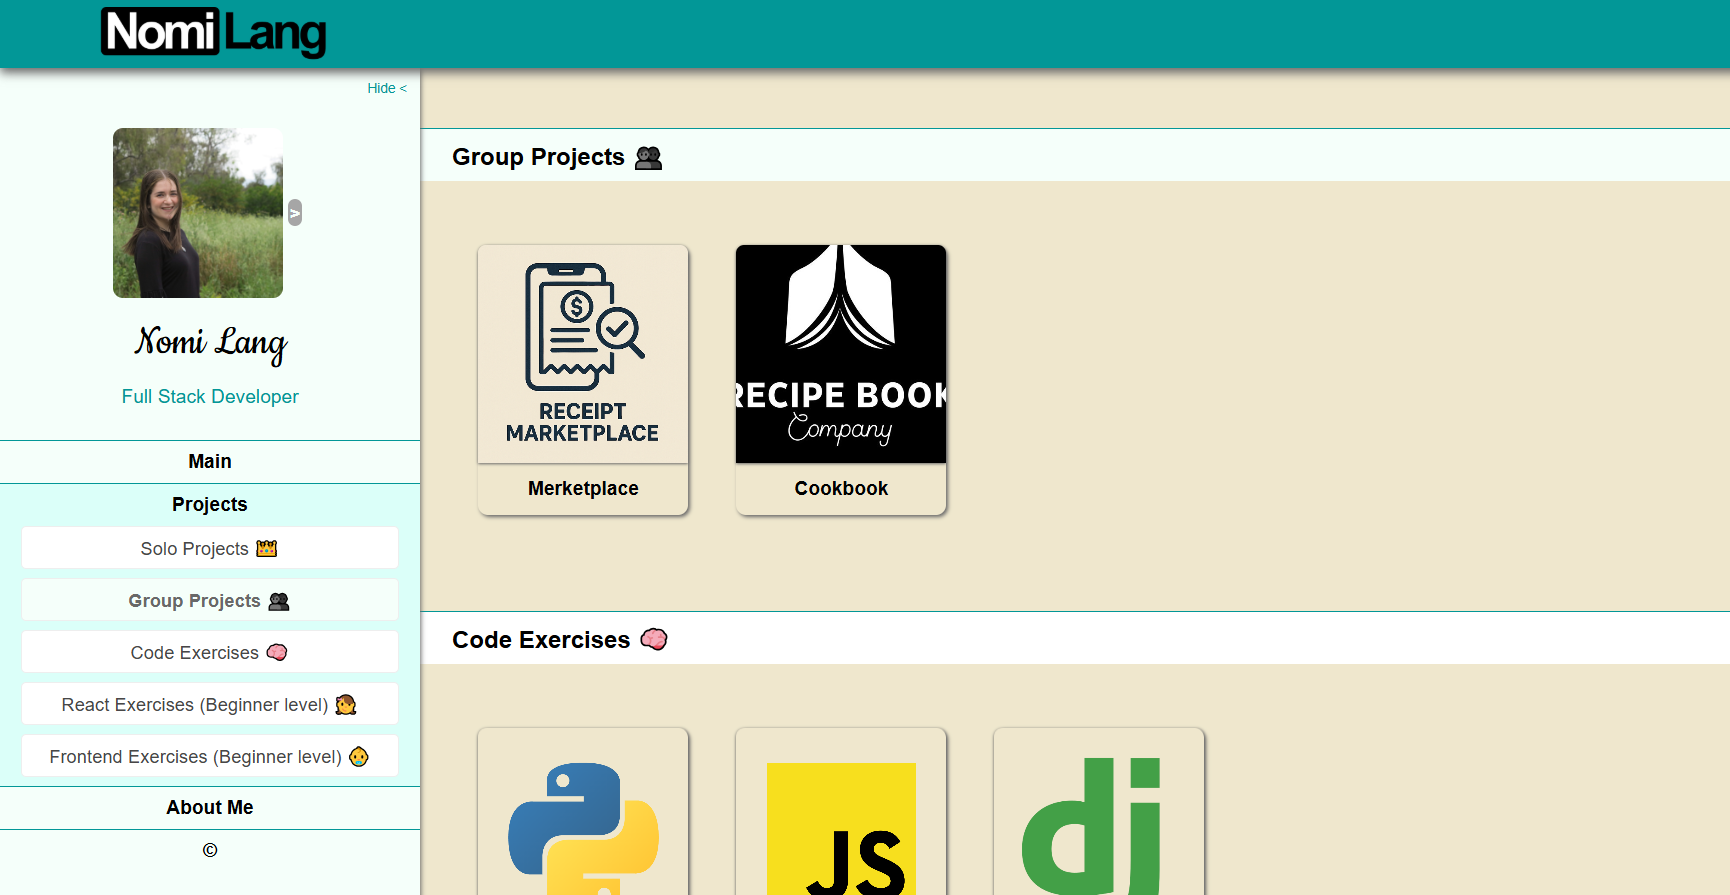 Nomi Lang
Hide <
>
Nomi Lang
Full Stack Developer
Main
Projects
Solo Projects
Group Projects
Code Exercises
React Exercises (Beginner level)
Frontend Exercises (Beginner level)
About Me
©
Group Projects
$
RECEIPT
MARKETPLACE
Merketplace
RECIPE BOOK
Company
Cookbook
Code Exercises
JS
dj